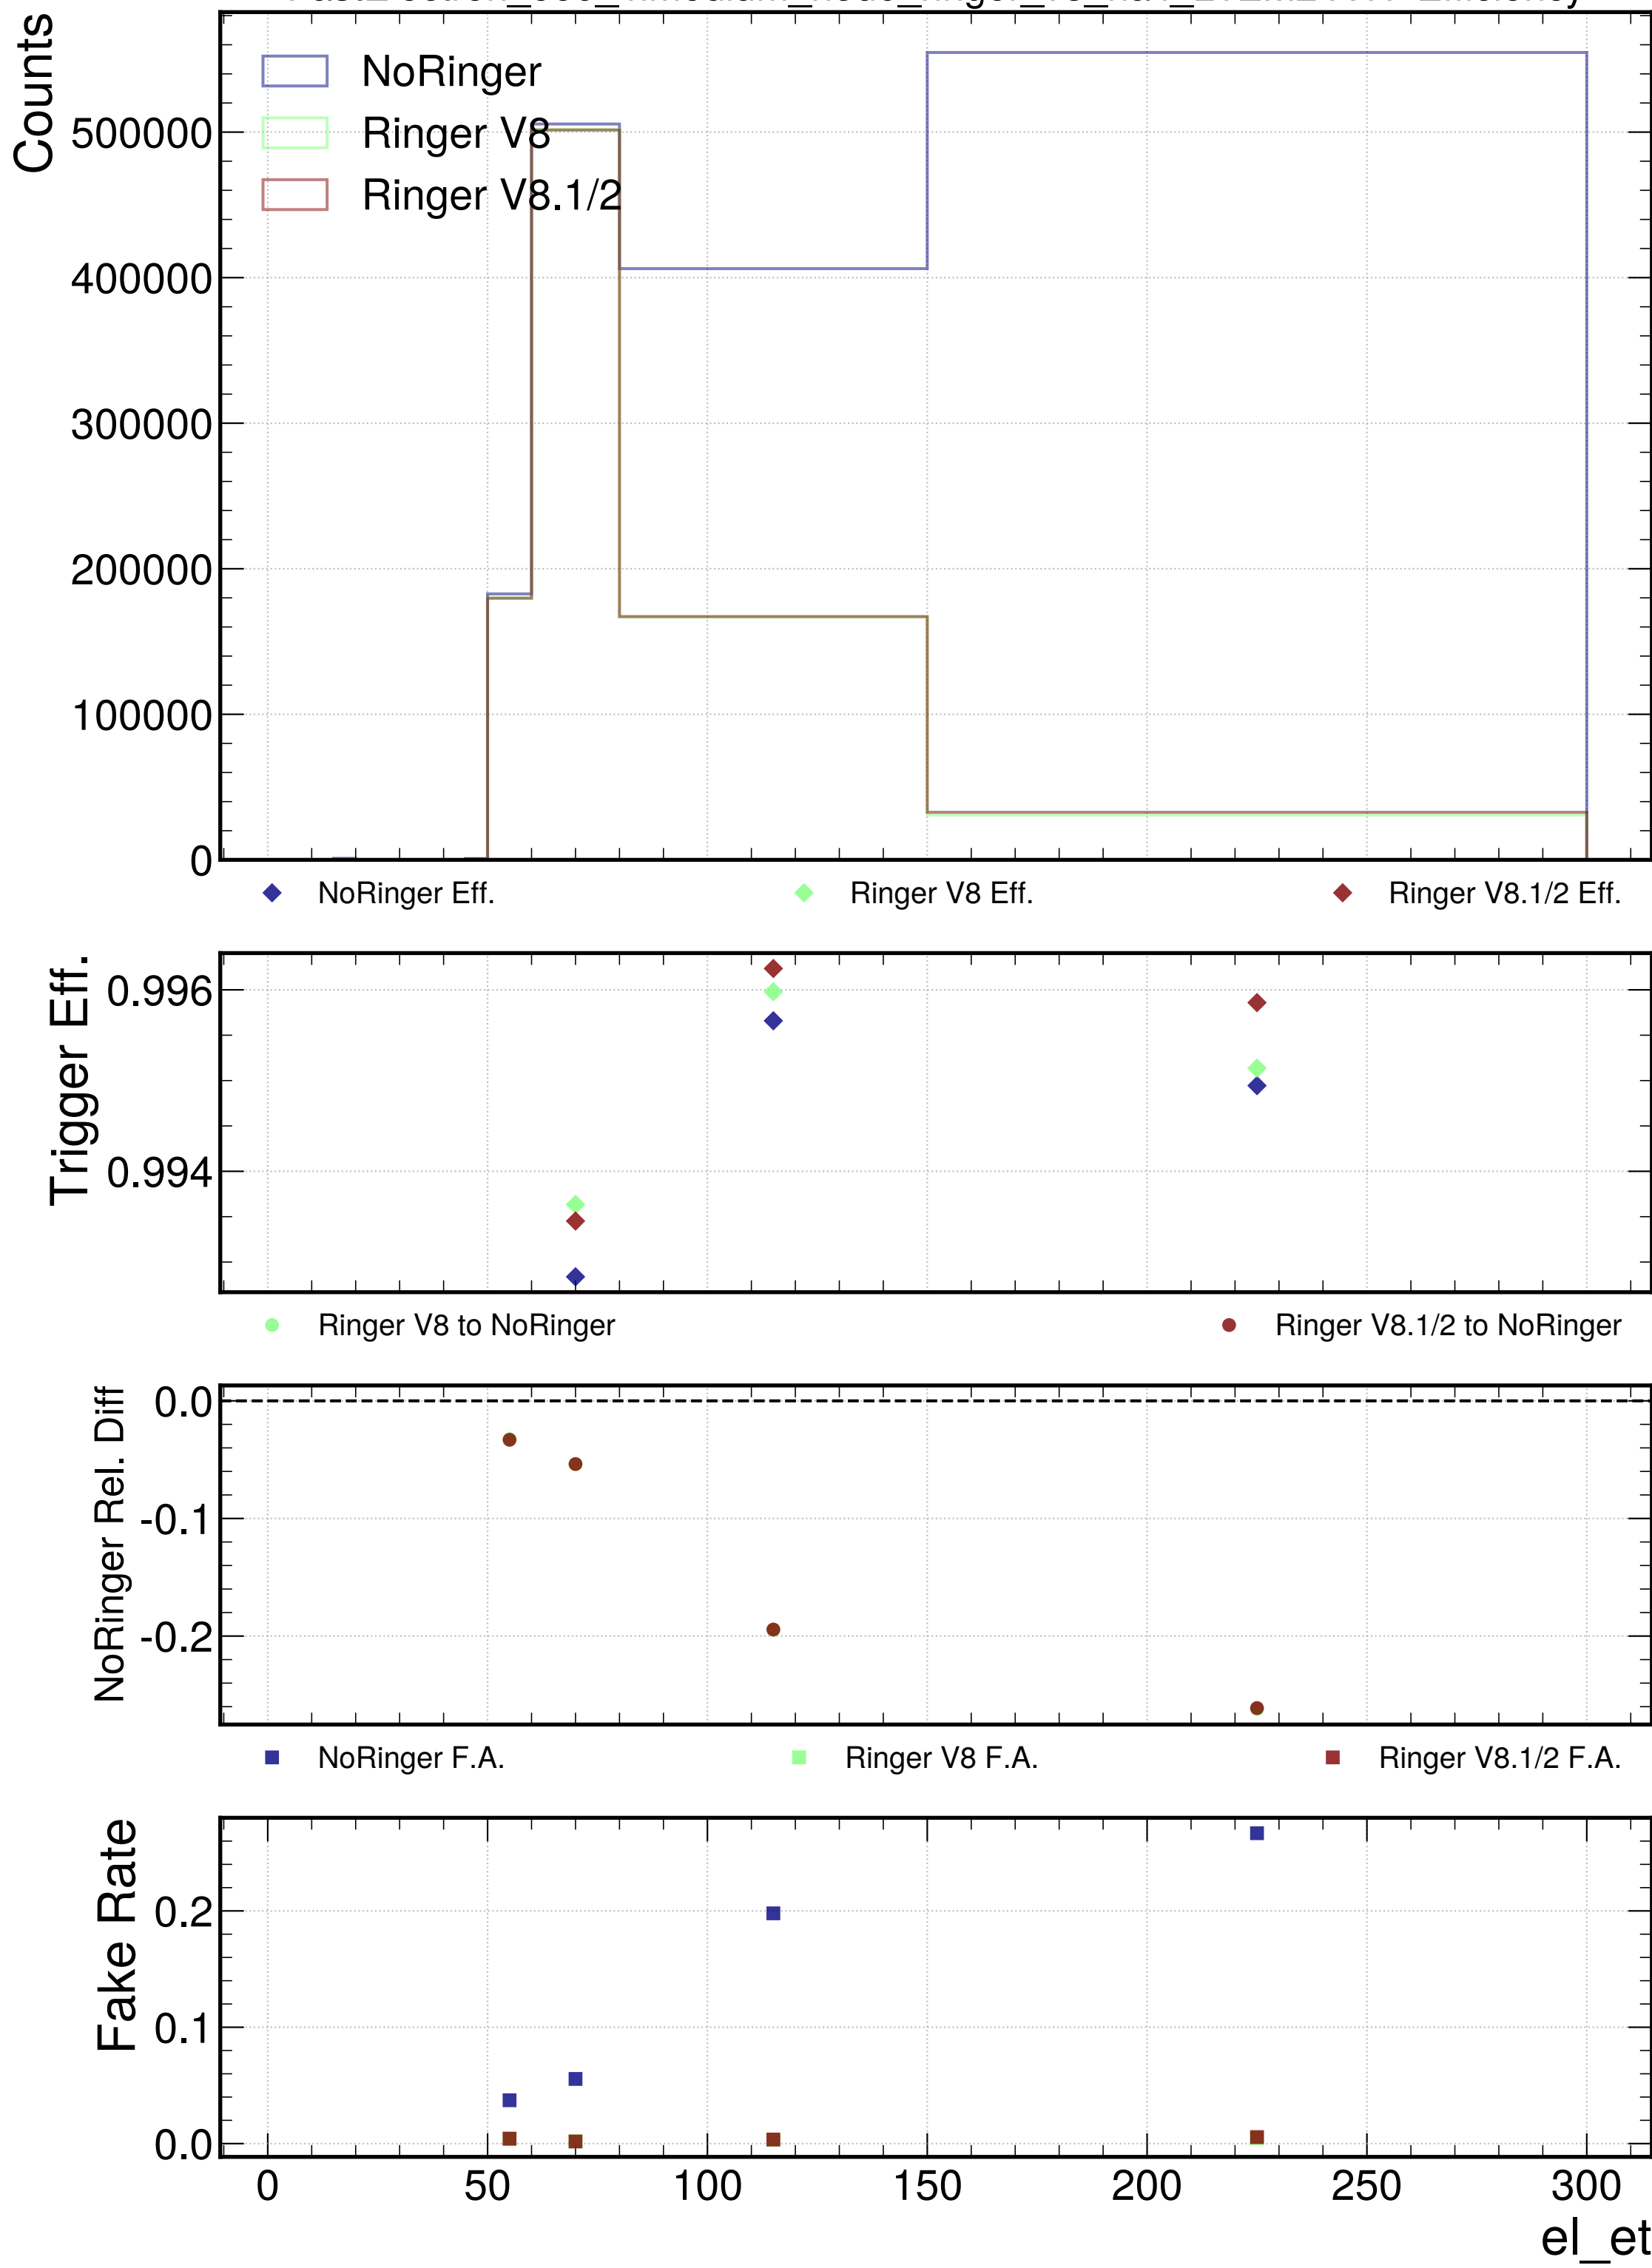 Counts
NoRinger
Ringer V8
Ringer V8.1/2
500000
400000
300000
200000
100000
0
NoRinger Eff. Ringer V8 Eff. Ringer V8.1/2 Eff.
Trigger Eff.
0.996
0.994
Ringer V8 to NoRinger Ringer V8.1/2 to NoRinger
NoRinger Rel. Diff
0.0
-0.1
-0.2
NoRinger F.A. Ringer V8 F.A. Ringer V8.1/2 F.A.
Fake Rate
0.2
0.1
0.0
0 50 100 150 200 250 300
el_et